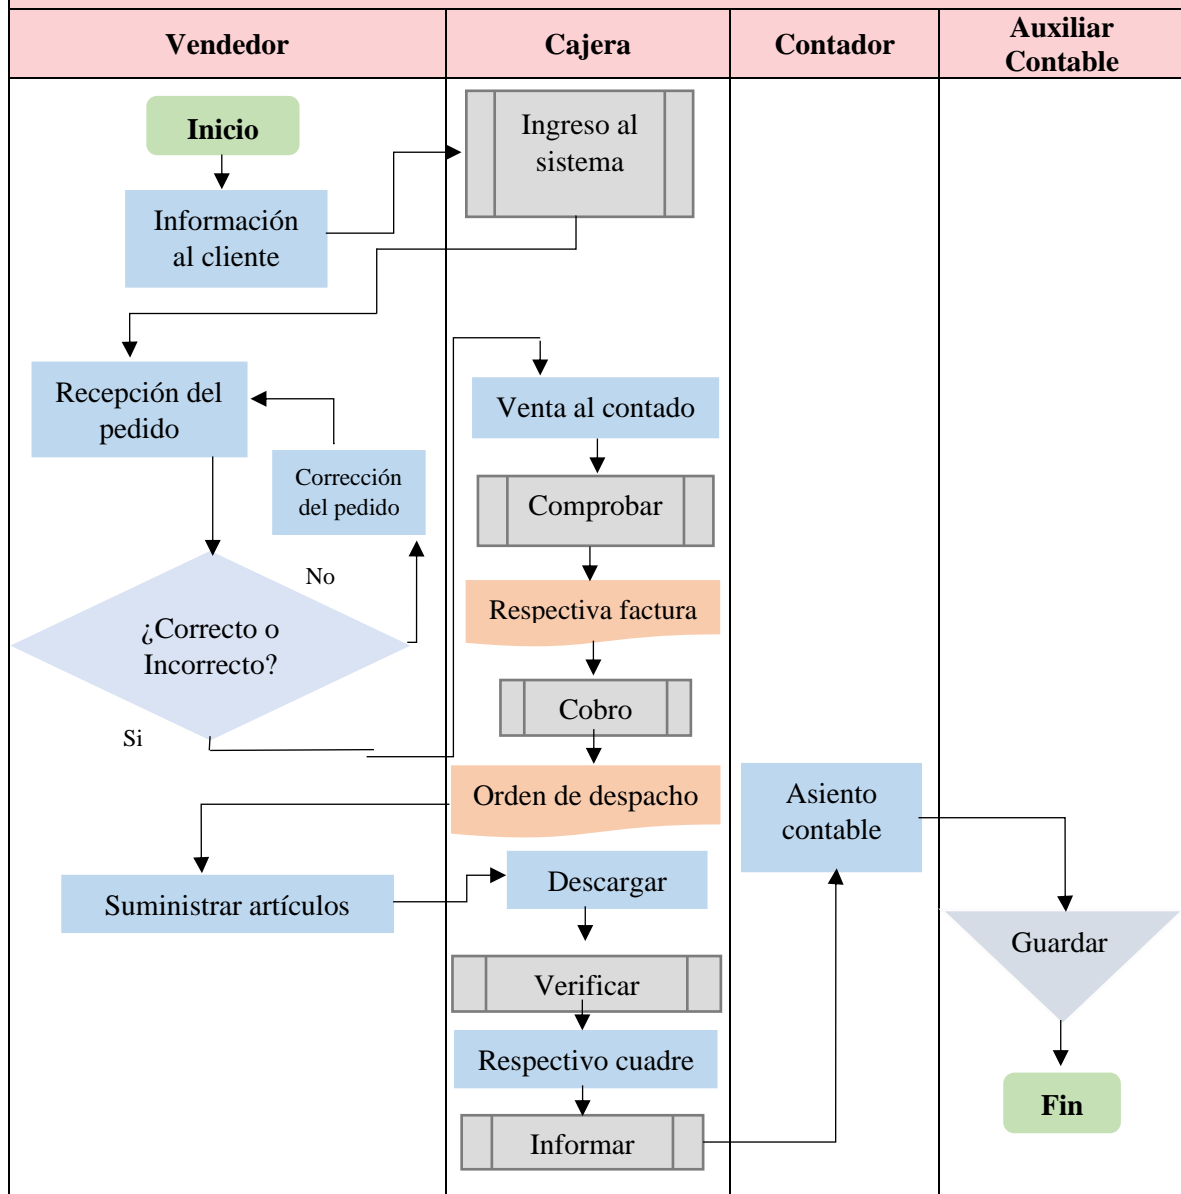 Vendedor
Cajera
Contador
Auxiliar
Contable
Inicio
Ingreso al
sistema
Información
al cliente
Recepción del
pedido
Venta al contado
Corrección
del pedido
Comprobar
No
Respectiva factura
¿Correcto o
Incorrecto?
Cobro
Si
Orden de despacho
Asiento
contable
Suministrar artículos
Descargar
Guardar
Verificar
Respectivo cuadre
Fin
Informar